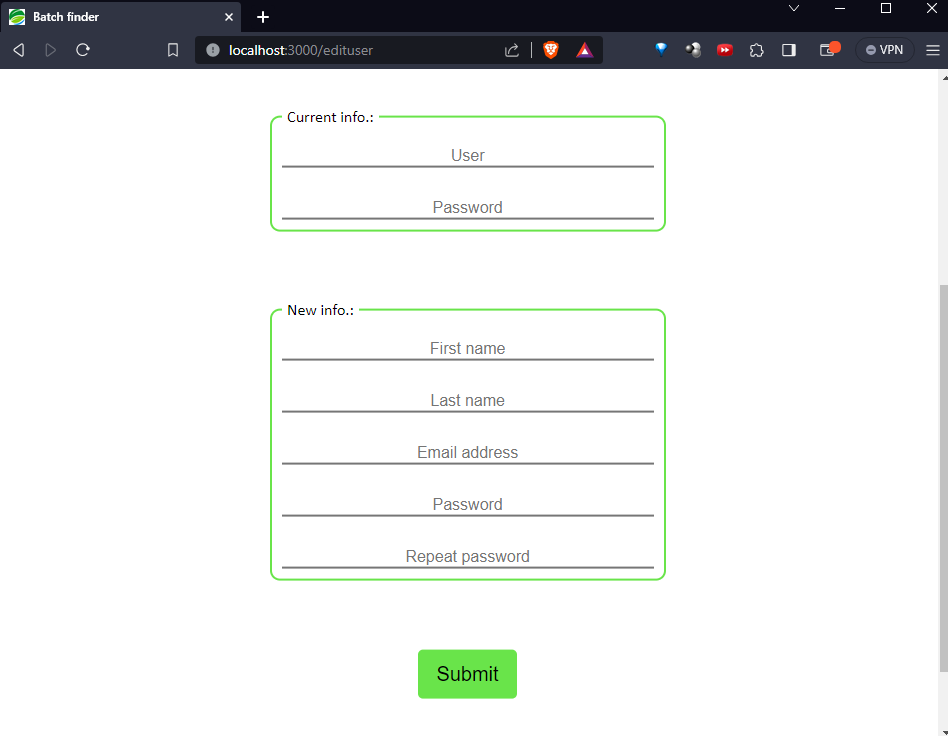 Batch finder
localhost:3000/edituser
VPN
Current info.:
User
Password
New info.:
First name
Last name
Email address
Password
Repeat password
Submit